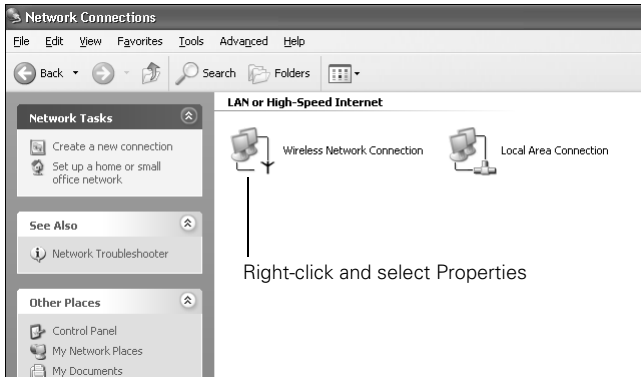 Network Connections
File Edit View Favorites Tools Advanced Help
Back Search Folders
Network Tasks
Create a new connection
Set up a home or small
office network
See Also
Network Troubleshooter
Other Places
Control Panel
My Network Places
My Documents
LAN or High-Speed Internet
Wireless Network Connection Local Area Connection
Right-click and select Properties